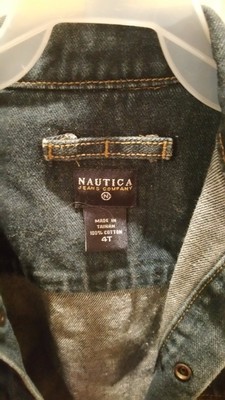 NAUTICA
JEANS COMPANY
N
MADE IN
TAIWAN
100% COTTON
4T